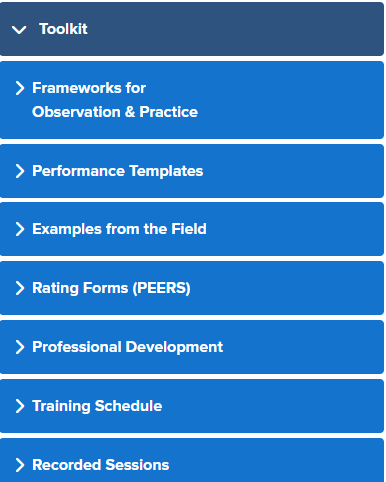 Toolkit
Frameworks for
Observation & Practice
Performance Templates
Examples from the Field
Rating Forms (PEERS)
Professional Development
Training Schedule
Recorded Sessions